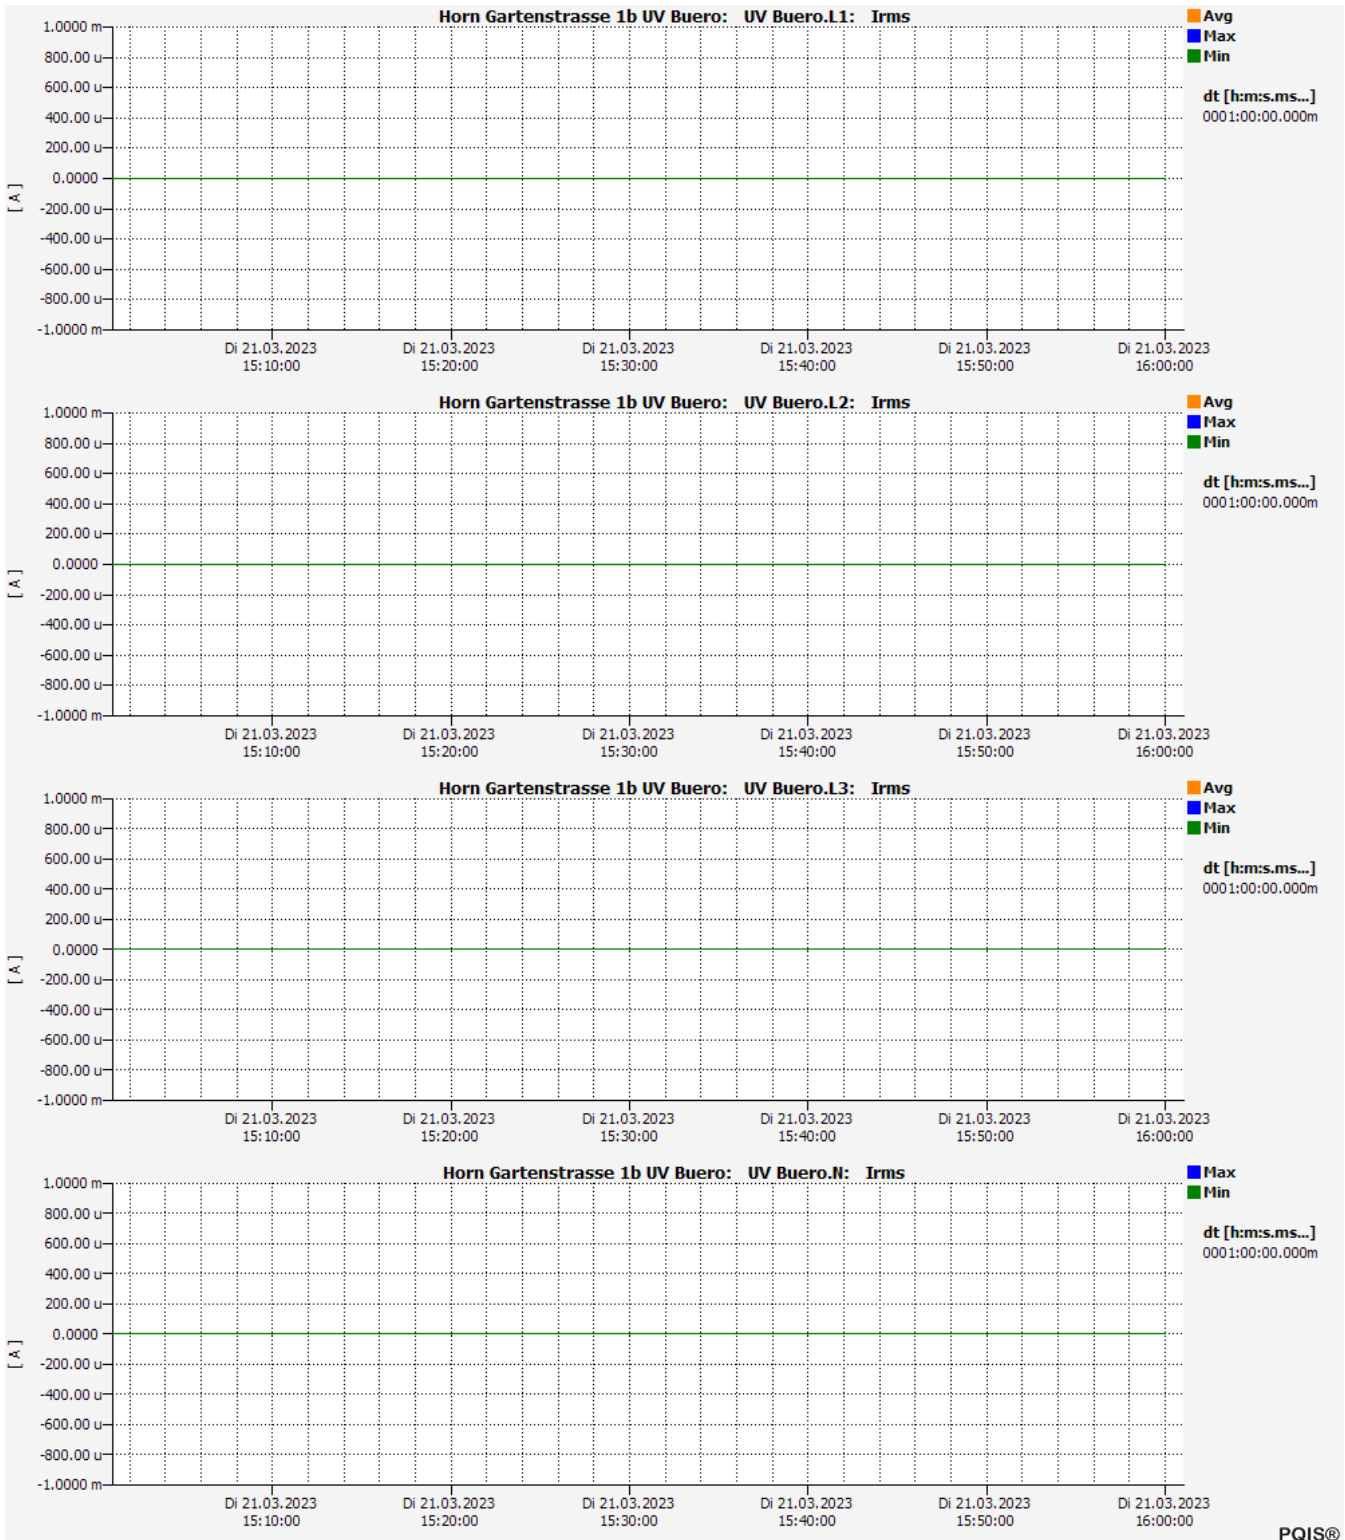 Horn Gartenstrasse 1b UV Buero: UV Buero.L1: Irms
Avg
Max
Min
dt [h:m:s.ms...]
0001:00:00.000m
[ A ]
1.0000 m
800.00 u
600.00 u
400.00 u
200.00 u
0.0000
-200.00 u
-400.00 u
-600.00 u
-800.00 u
-1.0000 m
Di 21.03.2023 Di 21.03.2023 Di 21.03.2023 Di 21.03.2023 Di 21.03.2023 Di 21.03.2023
15:10:00 15:20:00 15:30:00 15:40:00 15:50:00 16:00:00
Horn Gartenstrasse 1b UV Buero: UV Buero.L2: Irms
Avg
Max
Min
dt [h:m:s.ms...]
0001:00:00.000m
[ A ]
1.0000 m
800.00 u
600.00 u
400.00 u
200.00 u
0.0000
-200.00 u
-400.00 u
-600.00 u
-800.00 u
-1.0000 m
Di 21.03.2023 Di 21.03.2023 Di 21.03.2023 Di 21.03.2023 Di 21.03.2023 Di 21.03.2023
15:10:00 15:20:00 15:30:00 15:40:00 15:50:00 16:00:00
Horn Gartenstrasse 1b UV Buero: UV Buero.L3: Irms
Avg
Max
Min
dt [h:m:s.ms...]
0001:00:00.000m
[ A ]
1.0000 m
800.00 u
600.00 u
400.00 u
200.00 u
0.0000
-200.00 u
-400.00 u
-600.00 u
-800.00 u
-1.0000 m
Di 21.03.2023 Di 21.03.2023 Di 21.03.2023 Di 21.03.2023 Di 21.03.2023 Di 21.03.2023
15:10:00 15:20:00 15:30:00 15:40:00 15:50:00 16:00:00
Horn Gartenstrasse 1b UV Buero: UV Buero.N: Irms
Max
Min
dt [h:m:s.ms...]
0001:00:00.000m
[ A ]
1.0000 m
800.00 u
600.00 u
400.00 u
200.00 u
0.0000
-200.00 u
-400.00 u
-600.00 u
-800.00 u
-1.0000 m
Di 21.03.2023 Di 21.03.2023 Di 21.03.2023 Di 21.03.2023 Di 21.03.2023 Di 21.03.2023
15:10:00 15:20:00 15:30:00 15:40:00 15:50:00 16:00:00
PQIS®